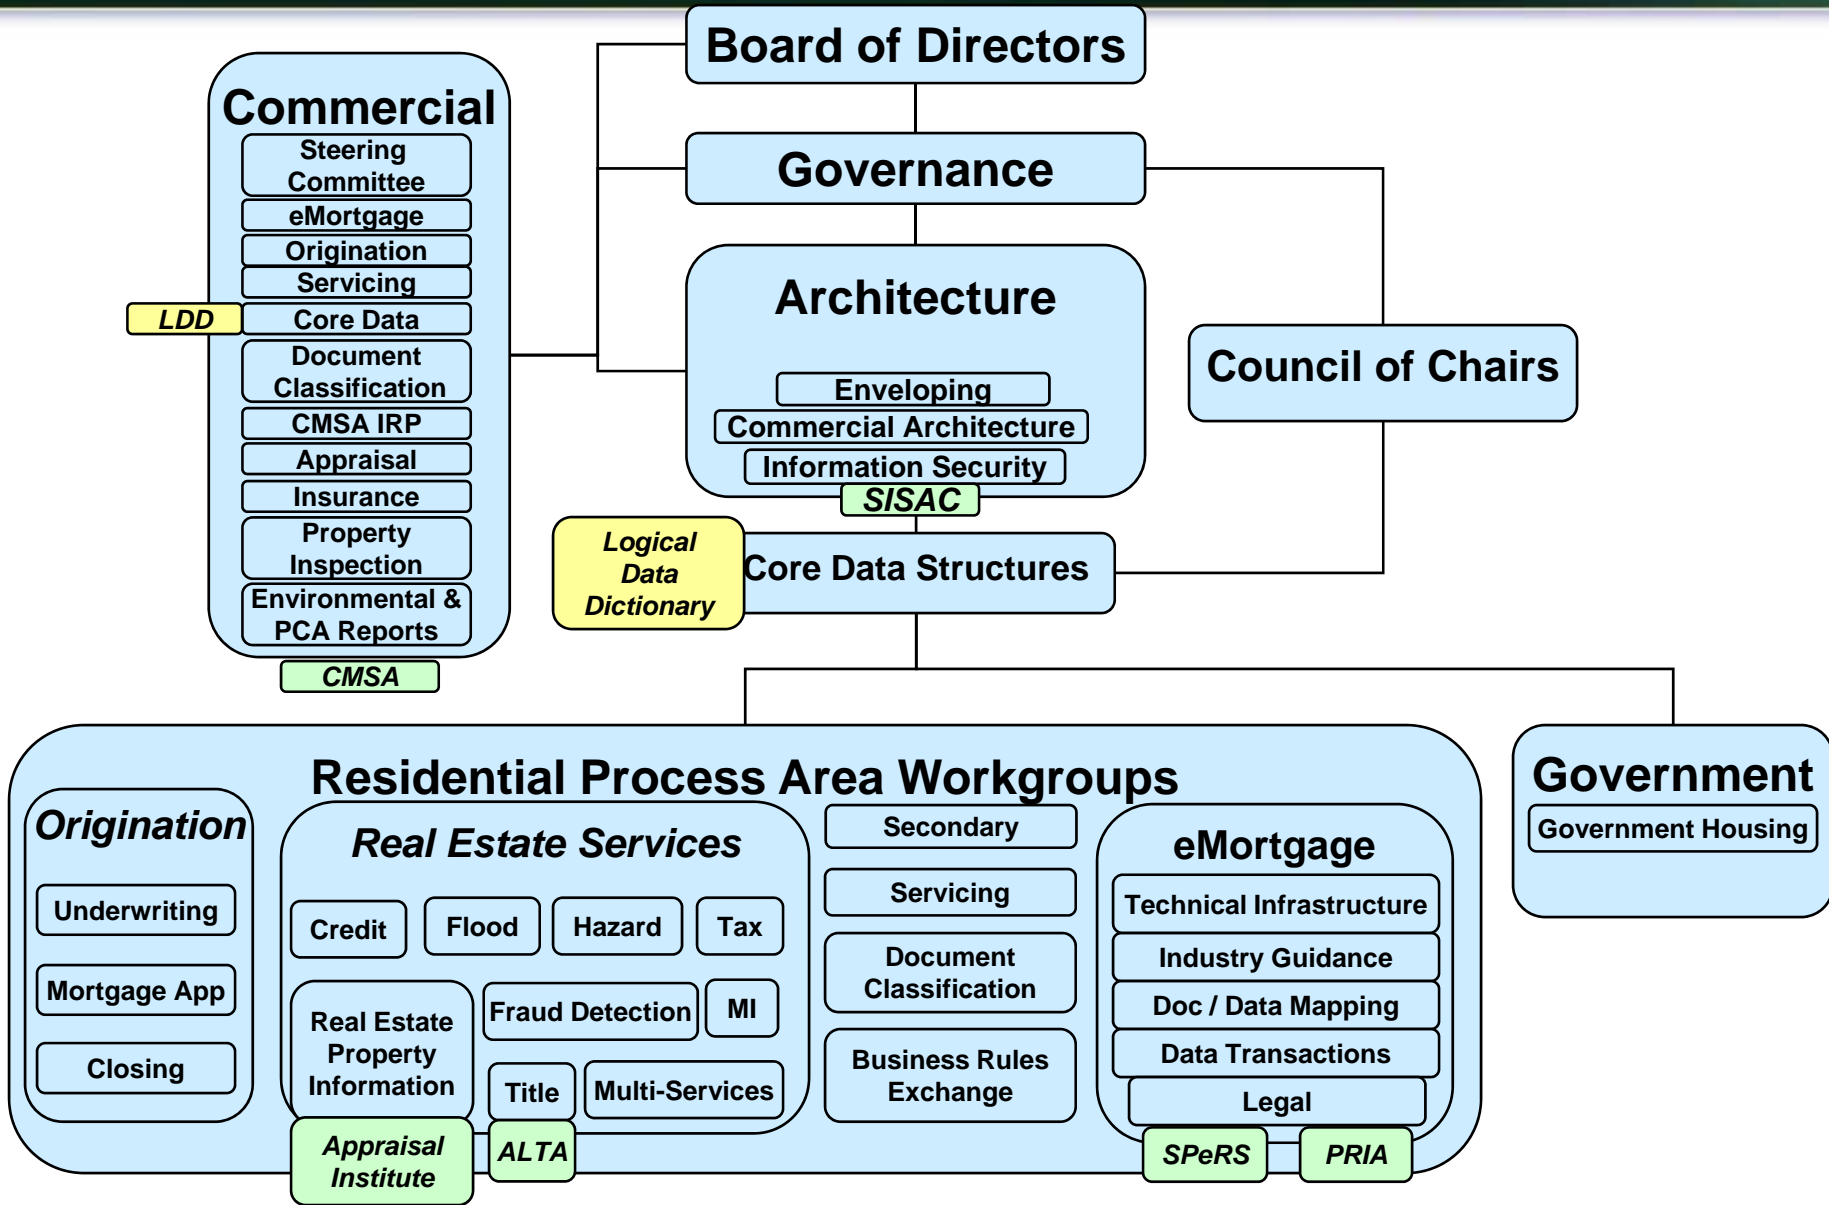 Board of Directors
Commercial
Steering
Committee
eMortgage
Origination
Servicing
LDD
Core Data
Document
Classification
CMSA IRP
Appraisal
Insurance
Property
Inspection
Environmental &
PCA Reports
CMSA
Governance
Architecture
Enveloping
Commercial Architecture
Information Security
SISAC
Council of Chairs
Logical
Data
Dictionary
Core Data Structures
Residential Process Area Workgroups
Origination
Underwriting
Mortgage App
Closing
Real Estate Services
Credit
Flood
Hazard
Tax
Real Estate
Property
Information
Fraud Detection
MI
Title
Multi-Services
Appraisal
Institute
ALTA
Secondary
Servicing
Document
Classification
Business Rules
Exchange
eMortgage
Technical Infrastructure
Industry Guidance
Doc / Data Mapping
Data Transactions
Legal
SPeRS
PRIA
Government
Government Housing